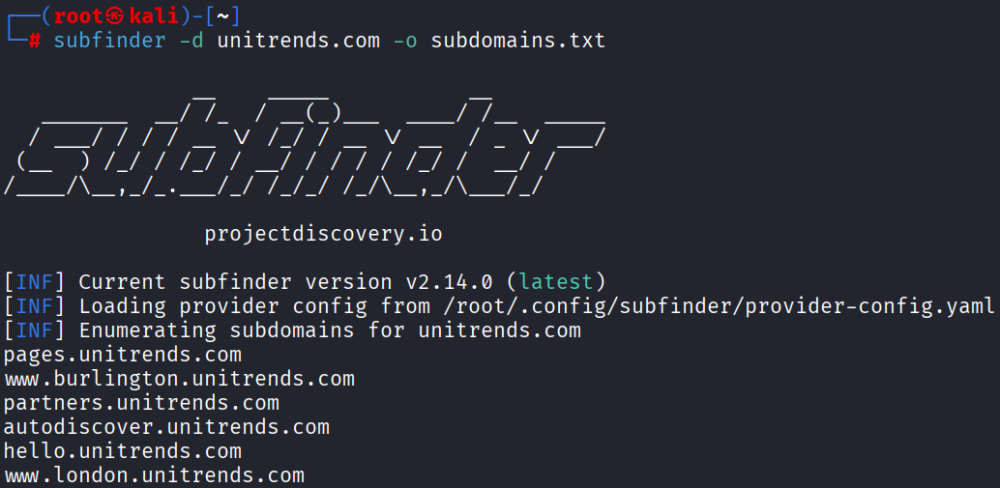 ┌──(root㉿kali)-[~]
└─# subfinder -d unitrends.com -o subdomains.txt
               __    _____           __
   _______  __/ /_  / __(_)___  ____/ /__  _____
  / ___/ / / / __ \/ /_/ / __ \/ __  / _ \/ ___/
 (__  ) /_/ / /_/ / __/ / / / / /_/ /  __/ /
/____/\__,_/_.___/_/ /_/_/ /_/\__,_/\___/_/
projectdiscovery.io
[INF] Current subfinder version v2.14.0 (latest)
[INF] Loading provider config from /root/.config/subfinder/provider-config.yaml
[INF] Enumerating subdomains for unitrends.com
pages.unitrends.com
www.burlington.unitrends.com
partners.unitrends.com
autodiscover.unitrends.com
hello.unitrends.com
www.london.unitrends.com